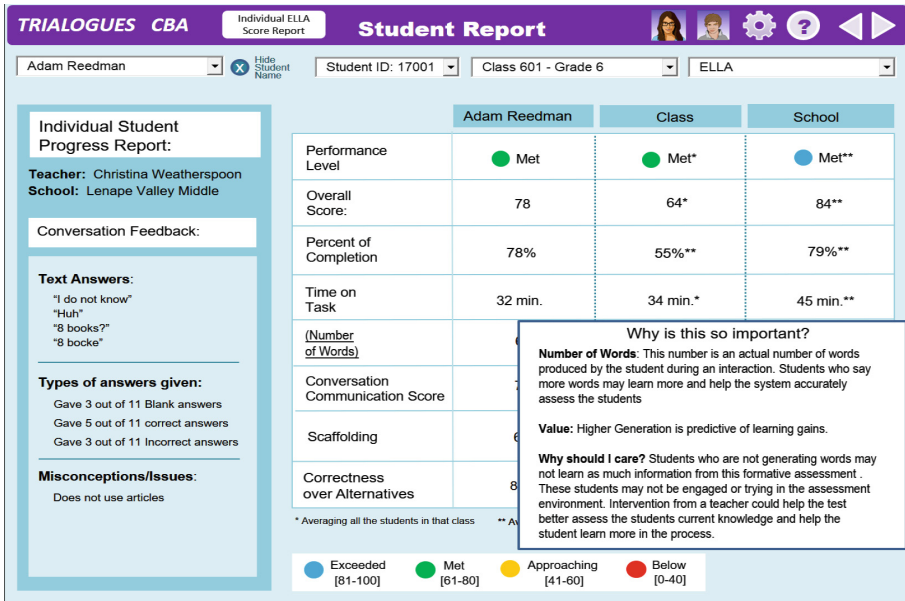 TRIALOGUES CBA
Individual ELLA
Score Report
Student Report
?
Adam Reedman
X
Hide
Student
Name
Student ID: 17001
Class 601 - Grade 6
ELLA
Individual Student
Progress Report:
Teacher: Christina Weatherspoon
School: Lenape Valley Middle
Conversation Feedback:
Text Answers:
“I do not know”
“Huh”
“8 books?”
“8 bocke”
Types of answers given:
Gave 3 out of 11 Blank answers
Gave 5 out of 11 correct answers
Gave 3 out of 11 Incorrect answers
Misconceptions/Issues:
Does not use articles
Adam Reedman Class School
Performance
Level
Met Met* Met**
Overall
Score:
78 64* 84**
Percent of
Completion
78% 55%** 79%**
Time on
Task
32 min. 34 min.* 45 min.**
(Number
of Words)
Conversation
Communication Score
Scaffolding
Correctness
over Alternatives
8
Why is this so important?
Number of Words: This number is an actual number of words
produced by the student during an interaction. Students who say
more words may learn more and help the system accurately
assess the students
Value: Higher Generation is predictive of learning gains.
Why should I care? Students who are not generating words may
not learn as much information from this formative assessment .
These students may not be engaged or trying in the assessment
environment. Intervention from a teacher could help the test
better assess the students current knowledge and help the
student learn more in the process.
* Averaging all the students in that class **
Exceeded
[81-100]
Met
[61-80]
Approaching
[41-60]
Below
[0-40]